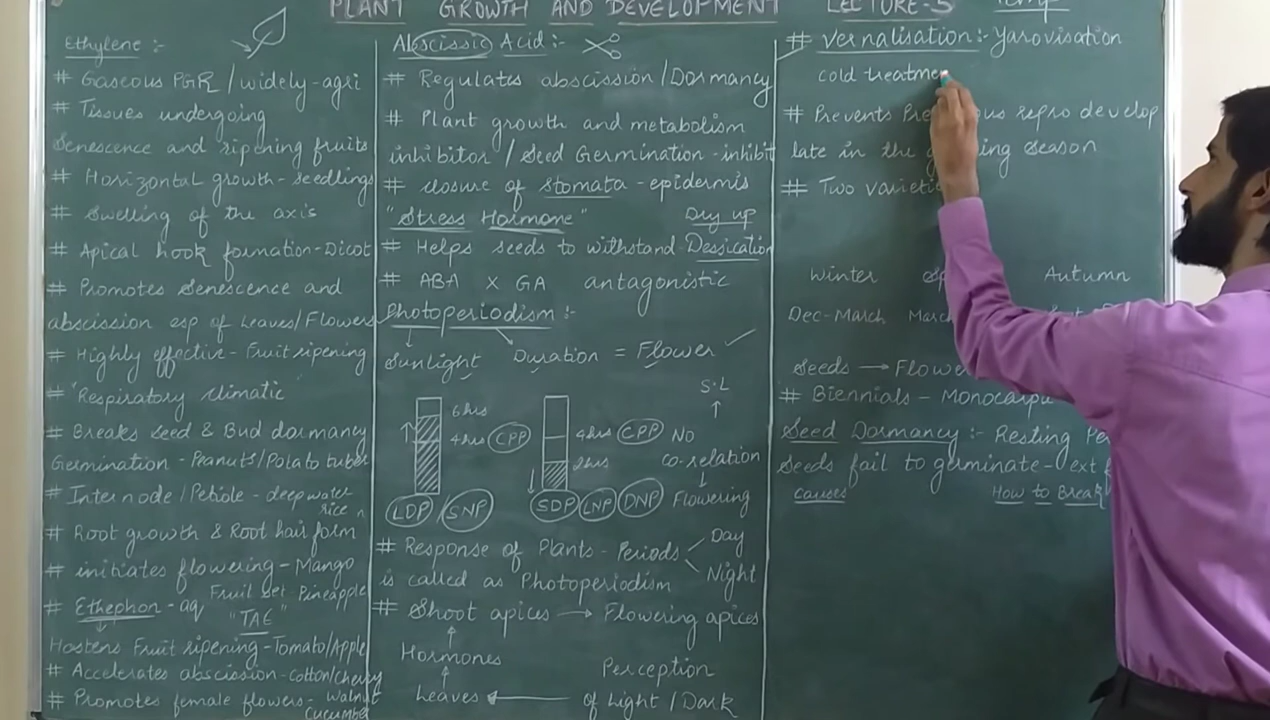 PLANT GROWTH AND DEVELOPMENT LECTURE-5 Temp
Ethylene :-
# Gaseous PGR / widely-agri
# Tissues undergoing
Senescence and ripening fruits
# Horizontal growth - seedlings
# Swelling of the axis
# Apical hook formation-Dicot
# Promotes Senescence and
abscission esp of Leaves/Flowers
# Highly effective - Fruit ripening
# "Respiratory climatic
# Breaks Seed & Bud dormancy
Germination - Peanuts/Potato tuber
# Internode / Petiole - deep water
rice
# Root growth & Root hair form
# initiates flowering - Mango
Fruit set - Pineapple
# Ethephon - aq "TAE"
Hastens Fruit ripening - Tomato/Apple
# Accelerates abscission - cotton/cherry
# Promotes female flowers - walnut
cucumber
Abscissic Acid :-
# Regulates abscission / Dormancy
# Plant growth and metabolism
inhibitor / Seed Germination - inhibit
# closure of stomata - epidermis
"Stress Hormone" Dry up
# Helps seeds to withstand Dessication
# ABA X GA antagonistic
Photoperiodism :-
Sunlight Duration = Flower
S.L
6hrs
4hrs CPP 4hrs CPP No
2hrs co-relation
LDP / SNP SDP LNP DNP Flowering
# Response of Plants - Periods Day
Night
is called as Photoperiodism
# Shoot apices → Flowering apices
Hormones
Perception
Leaves ← of Light / Dark
# Vernalisation :- Yarovisation
cold treatme
# Prevents Pre ous repro develop
late in the g ing season
# Two varieti
Winter Sp Autumn
Dec-March March
Seeds → Flowe
# Biennials - Monocarpi
Seed Dormancy :- Resting Pe
Seeds fail to germinate - ext
causes How to Break